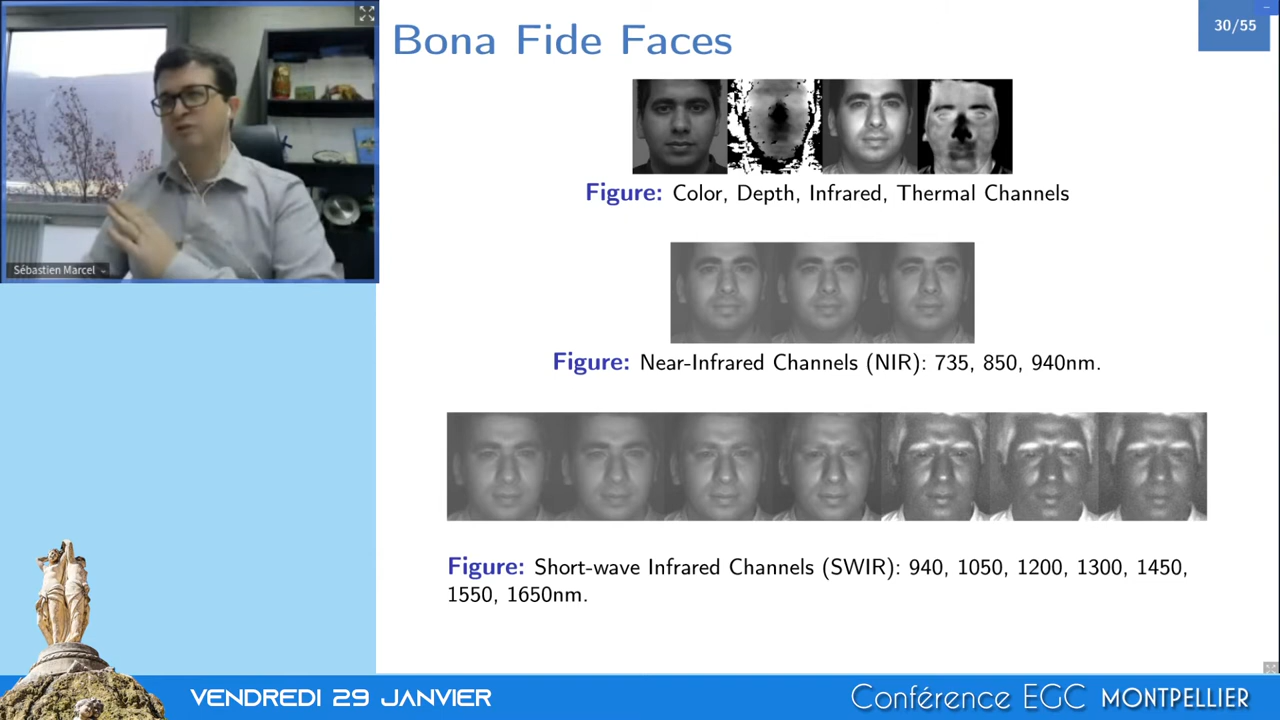 Bona Fide Faces
30/55
Figure: Color, Depth, Infrared, Thermal Channels
Sébastien Marcel
Figure: Near-Infrared Channels (NIR): 735, 850, 940nm.
Figure: Short-wave Infrared Channels (SWIR): 940, 1050, 1200, 1300, 1450,
1550, 1650nm.
VENDREDI 29 JANVIER
Conférence EGC MONTPELLIER